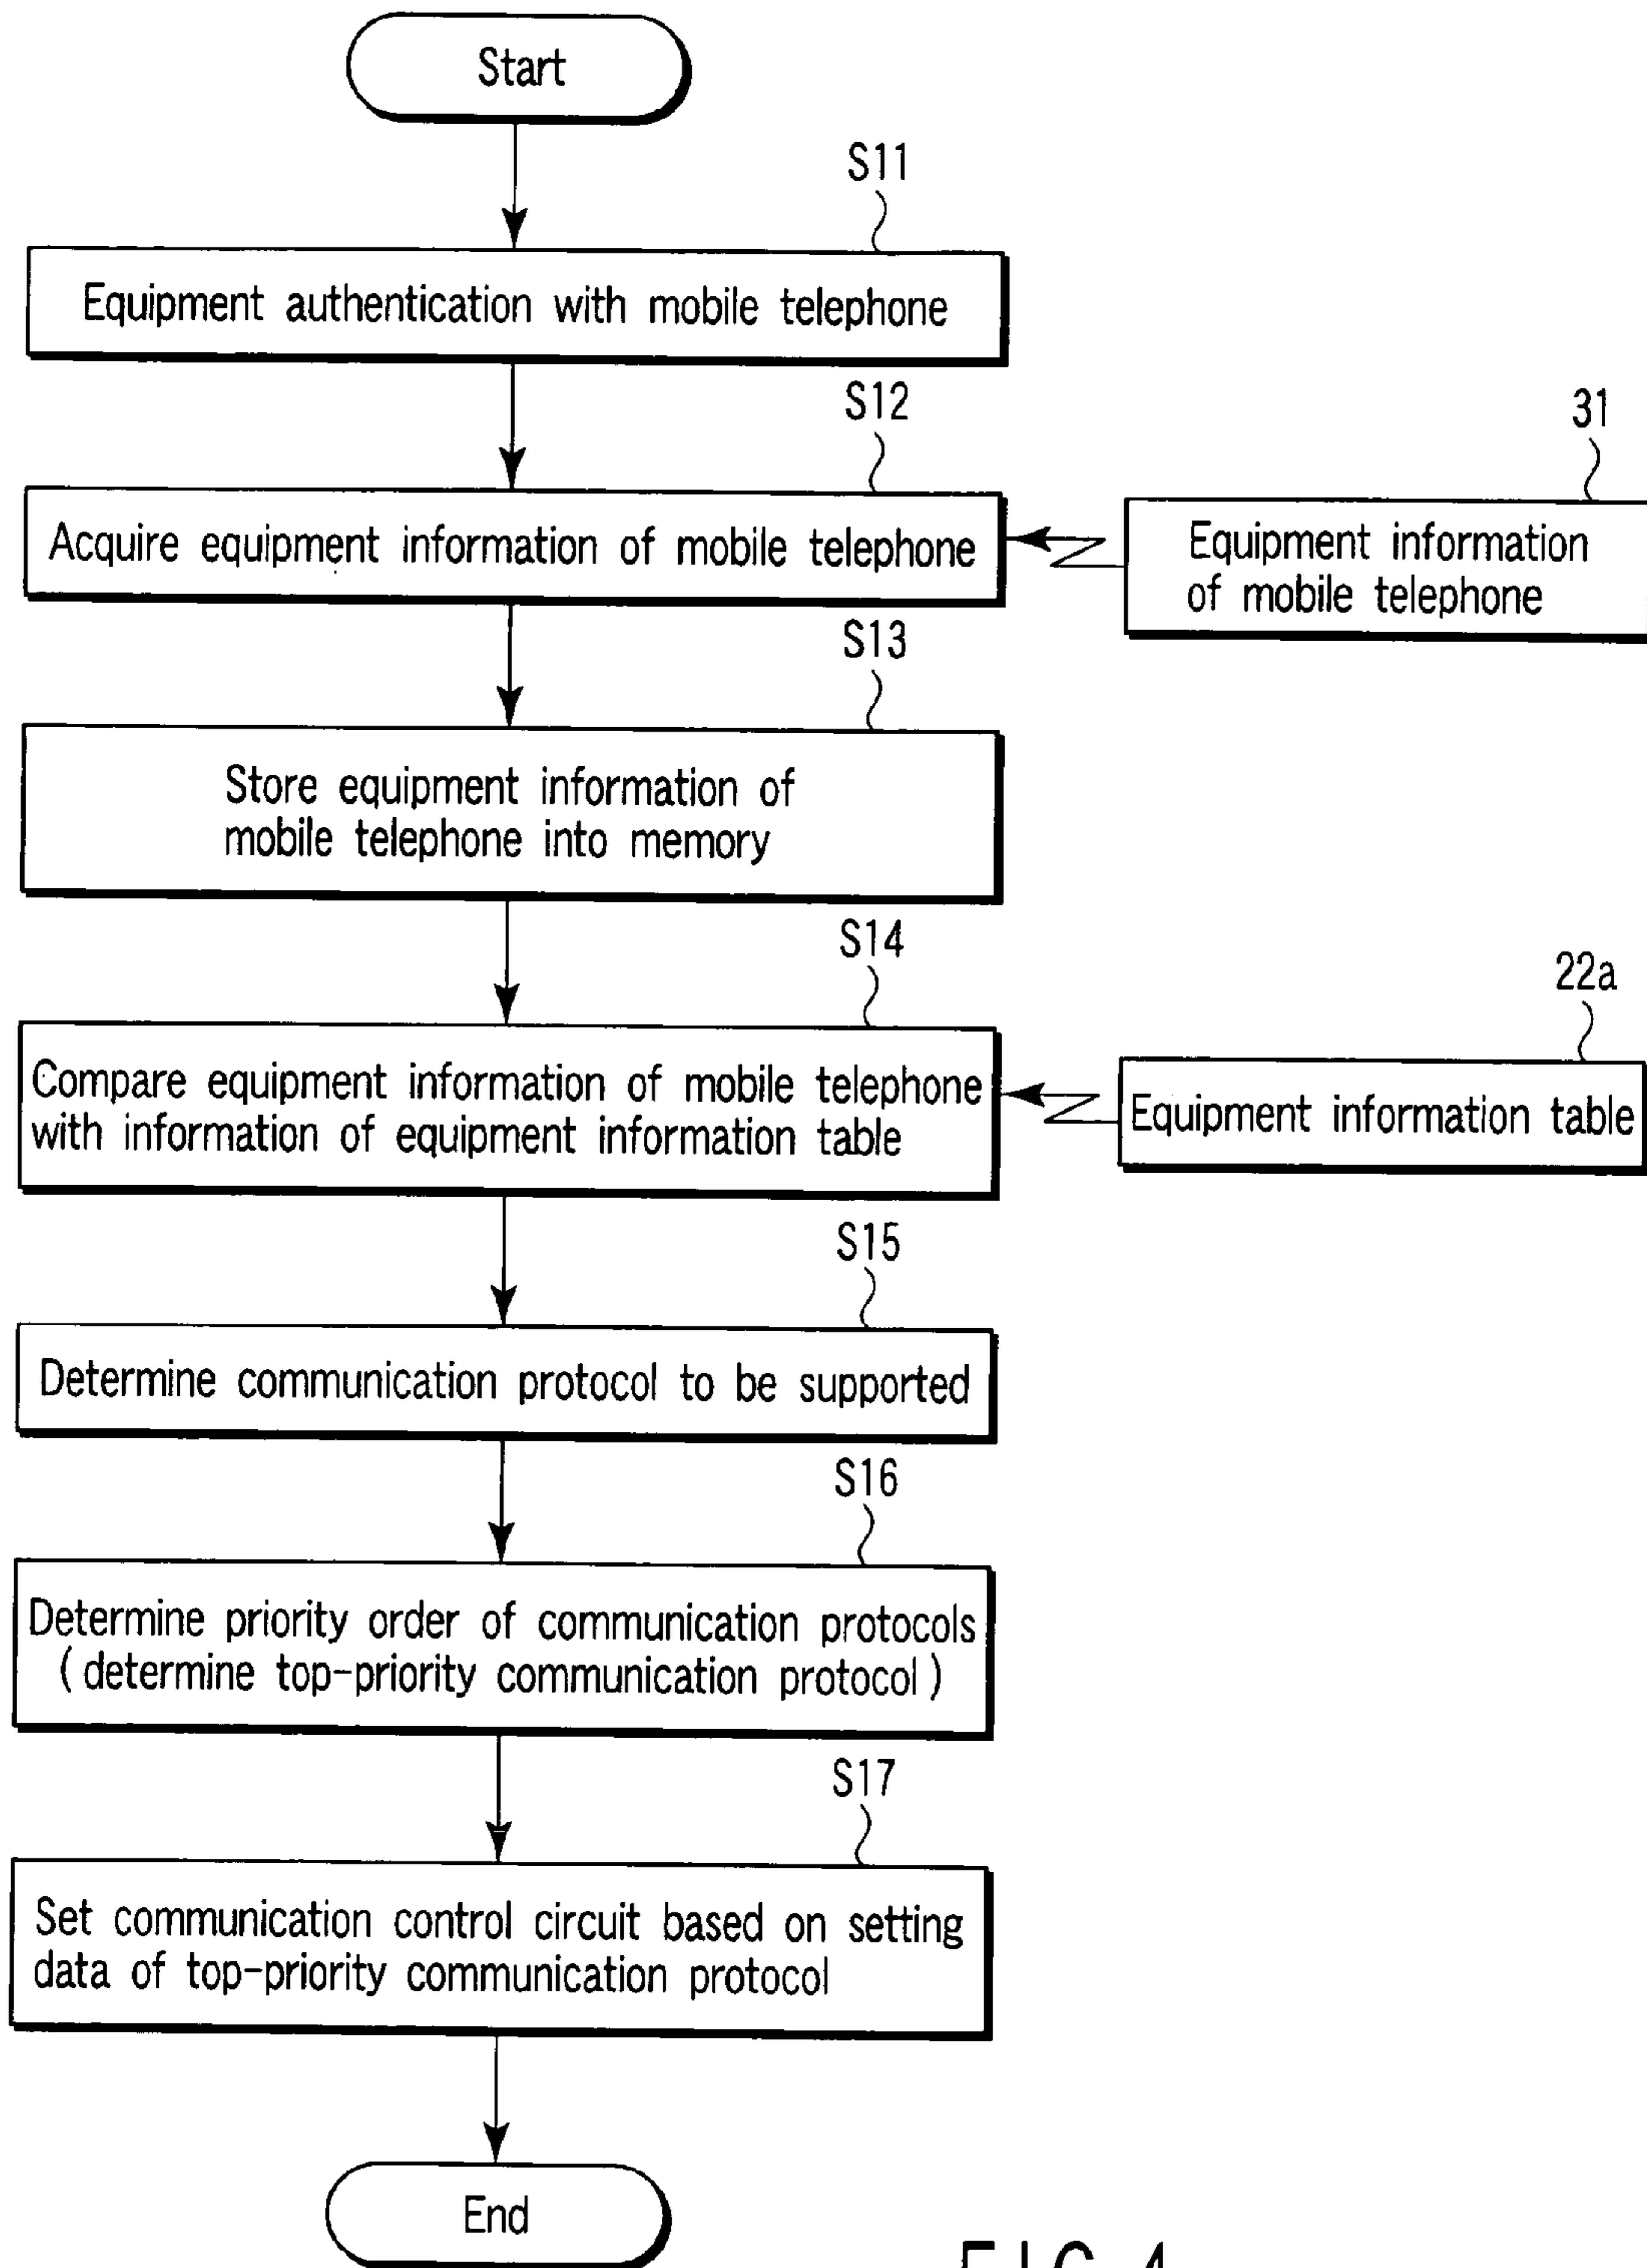 Start
S11
Equipment authentication with mobile telephone
S12
Acquire equipment information of mobile telephone
31
Equipment information
of mobile telephone
S13
Store equipment information of
mobile telephone into memory
S14
Compare equipment information of mobile telephone
with information of equipment information table
22a
Equipment information table
S15
Determine communication protocol to be supported
S16
Determine priority order of communication protocols
(determine top-priority communication protocol)
S17
Set communication control circuit based on setting
data of top-priority communication protocol
End
FIG. 4